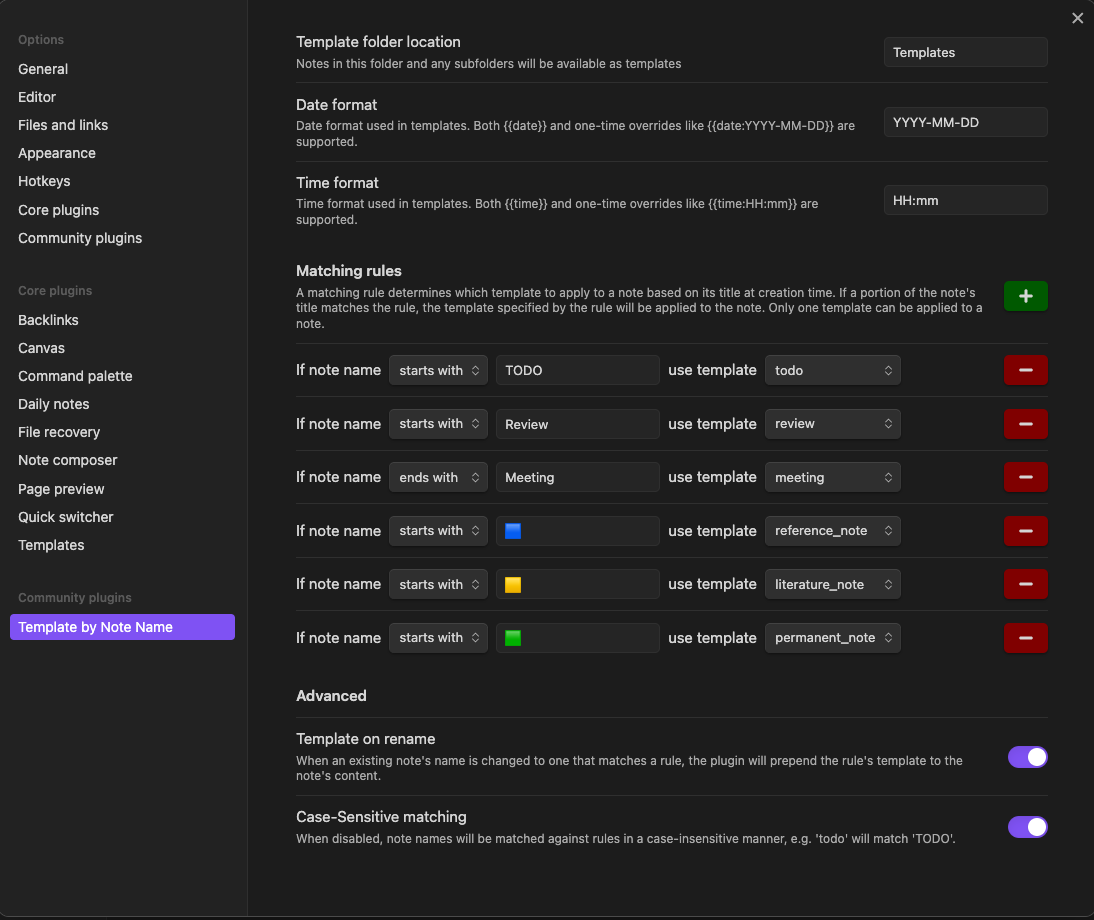 Options
General
Editor
Files and links
Appearance
Hotkeys
Core plugins
Community plugins
Core plugins
Backlinks
Canvas
Command palette
Daily notes
File recovery
Note composer
Page preview
Quick switcher
Templates
Community plugins
Template by Note Name
Template folder location
Notes in this folder and any subfolders will be available as templates
Templates
Date format
Date format used in templates. Both {{date}} and one-time overrides like {{date:YYYY-MM-DD}} are
supported.
YYYY-MM-DD
Time format
Time format used in templates. Both {{time}} and one-time overrides like {{time:HH:mm}} are
supported.
HH:mm
Matching rules
A matching rule determines which template to apply to a note based on its title at creation time. If a portion of the note's
title matches the rule, the template specified by the rule will be applied to the note. Only one template can be applied to a
note.
If note name starts with TODO use template todo
If note name starts with Review use template review
If note name ends with Meeting use template meeting
If note name starts with 🟦 use template reference_note
If note name starts with 🟨 use template literature_note
If note name starts with 🟩 use template permanent_note
Advanced
Template on rename
When an existing note's name is changed to one that matches a rule, the plugin will prepend the rule's template to the
note's content.
Case-Sensitive matching
When disabled, note names will be matched against rules in a case-insensitive manner, e.g. 'todo' will match 'TODO'.